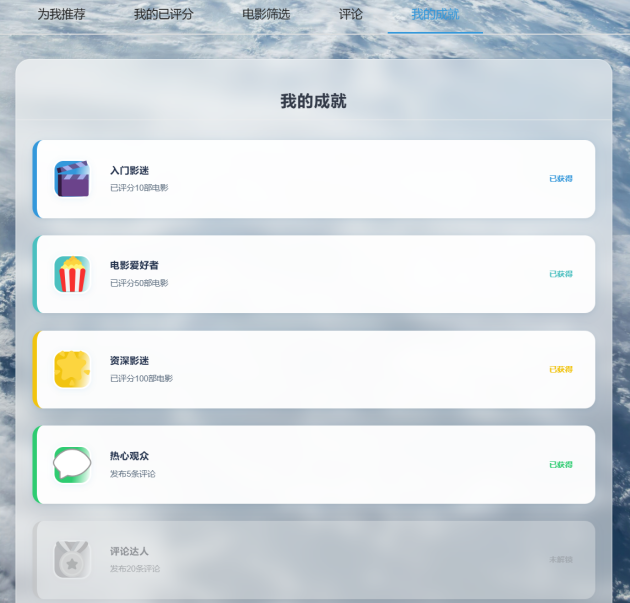 为我推荐 我的已评分 电影筛选 评论 我的成就
我的成就
入门影迷
已评分10部电影
已获得
电影爱好者
已评分50部电影
已获得
资深影迷
已评分100部电影
已获得
热心观众
发布5条评论
已获得
评论达人
发布20条评论
未解锁